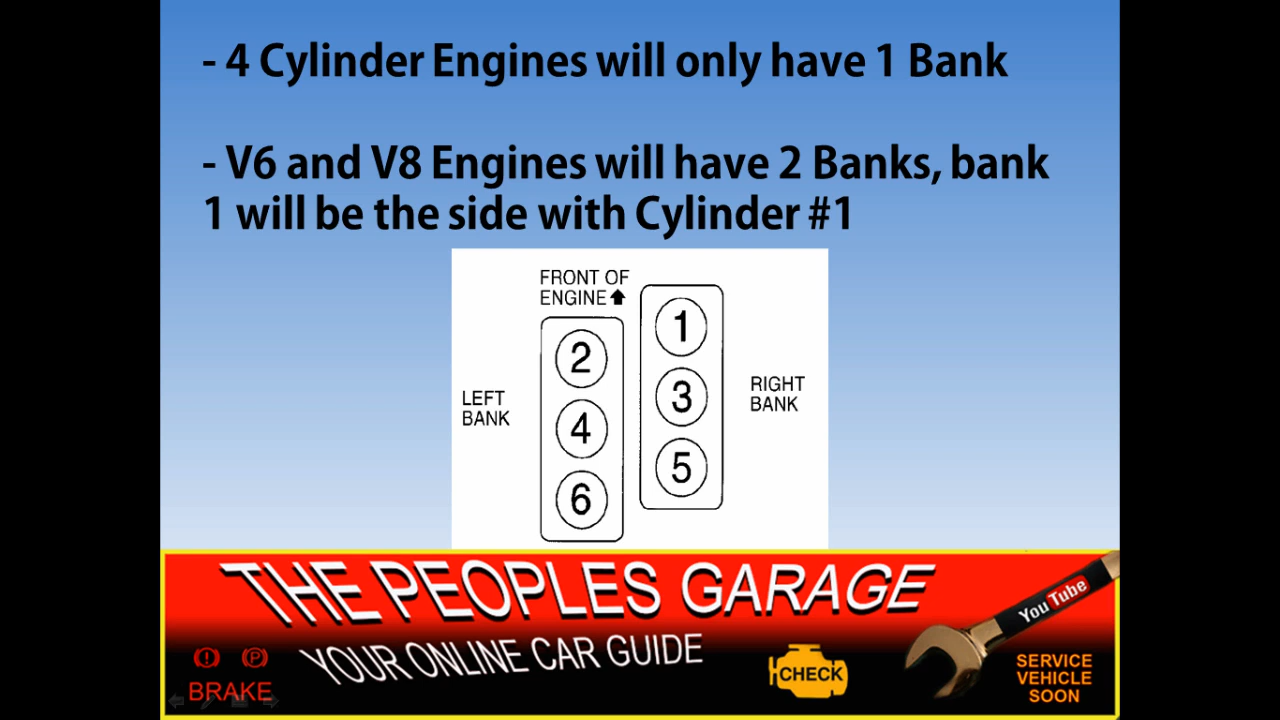 - 4 Cylinder Engines will only have 1 Bank
- V6 and V8 Engines will have 2 Banks, bank
1 will be the side with Cylinder #1
FRONT OF
ENGINE
1
2
3
LEFT
BANK
RIGHT
BANK
4
5
6
THE PEOPLES GARAGE
YOUR ONLINE CAR GUIDE
YouTube
! P
BRAKE
CHECK
SERVICE
VEHICLE
SOON